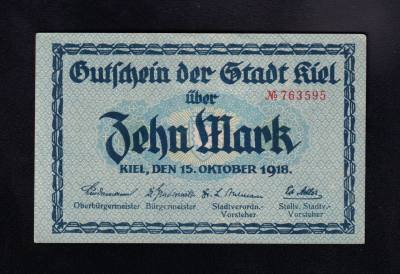 Gutschein der Stadt Kiel
über
№ 763595
Zehn Mark
KIEL, DEN 15. OKTOBER 1918.
Oberbürgermeister Bürgermeister Stadtverordn.- Stellv. Stadtv.-
Vorsteher Vorsteher